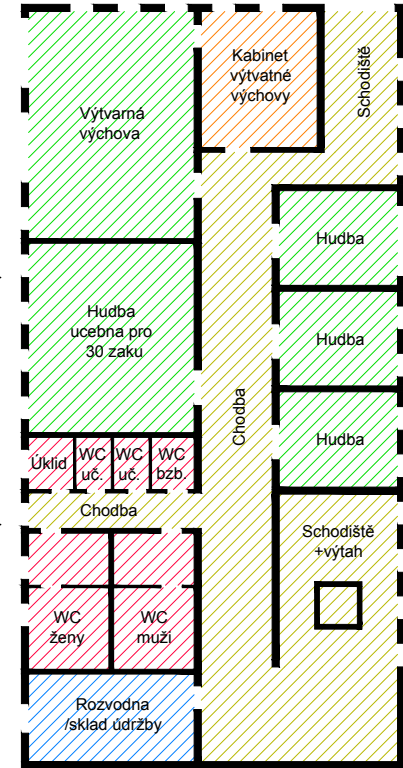 Kabinet
výtvatné
výchovy
Schodiště
Výtvarná
výchova
Hudba
Hudba
ucebna pro
30 zaku
Hudba
Chodba
Hudba
Úklid
WC
uč.
WC
uč.
WC
bzb.
Chodba
Schodiště
+výtah
WC
ženy
WC
muži
Rozvodna
/sklad údržby